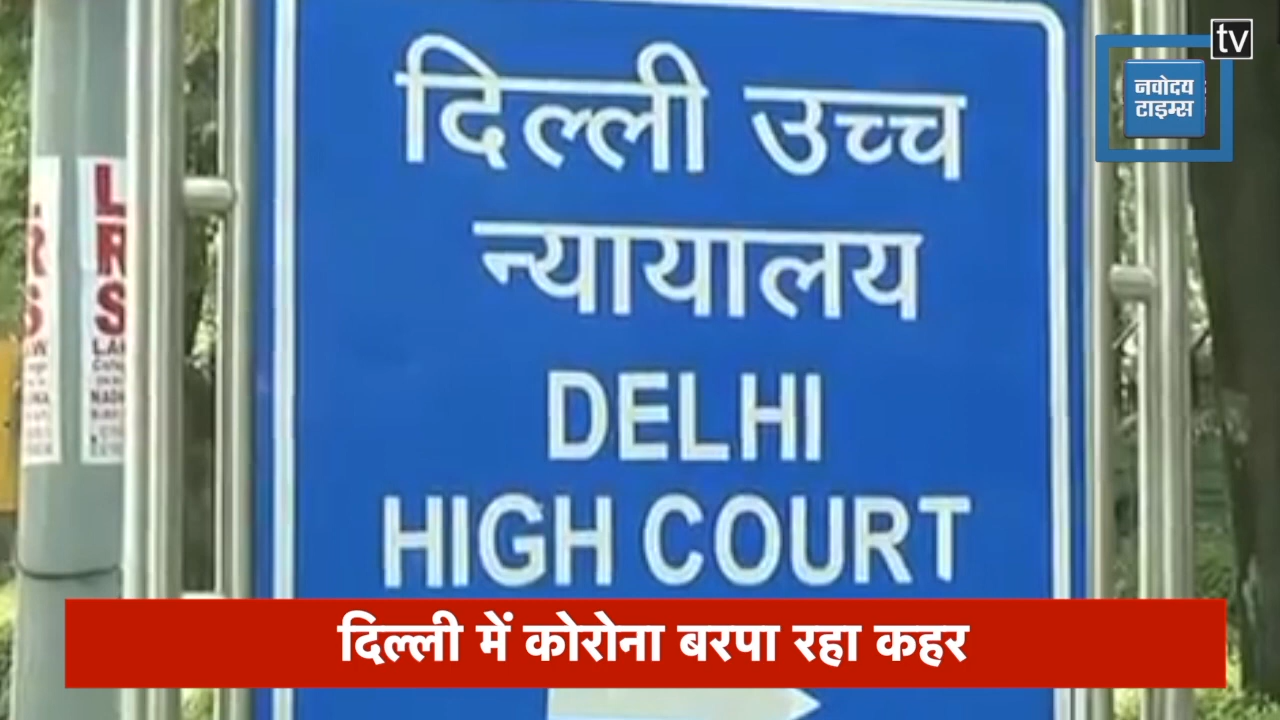 tv
नवोदय
टाइम्स
दिल्ली उच्च
न्यायालय
DELHI
HIGH COURT
L
R
S
दिल्ली में कोरोना बरपा रहा कहर